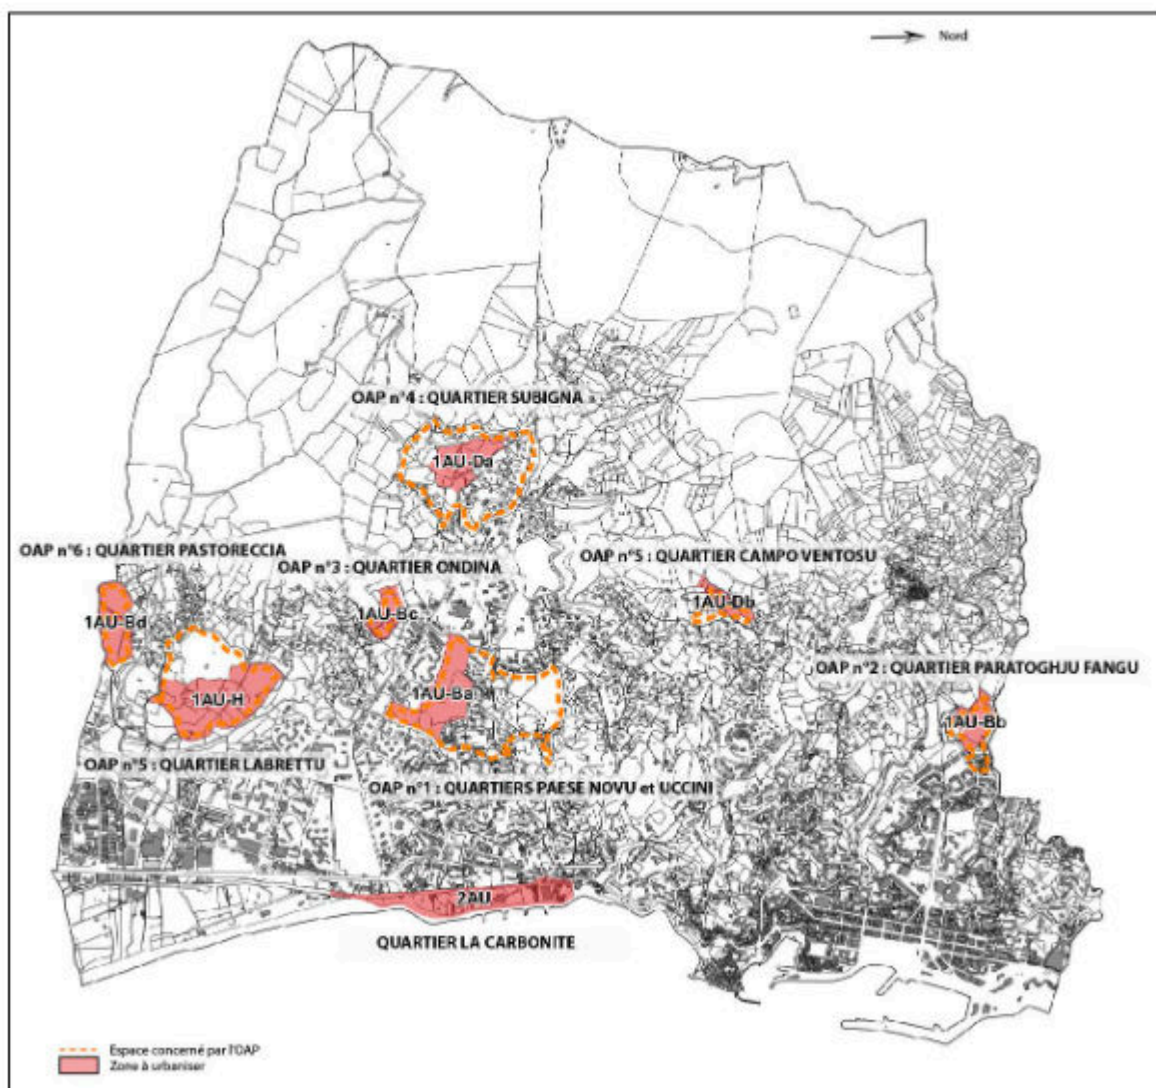 Nord
OAP n°4 : QUARTIER SUBIGNA
1AU-Da
OAP n°6 : QUARTIER PASTORECCIA
OAP n°3 : QUARTIER ONDINA
OAP n°5 : QUARTIER CAMPO VENTOSU
1AU-Bd
1AU-Bc
1AU-Db
OAP n°2 : QUARTIER PARATOGHJU FANGU
1AU-H
1AU-Ba
1AU-Bb
OAP n°5 : QUARTIER LABRETTU
OAP n°1 : QUARTIERS PAESE NOVU et UCCINI
2AU
QUARTIER LA CARBONITE
Espace concerné par l'OAP
Zone à urbaniser